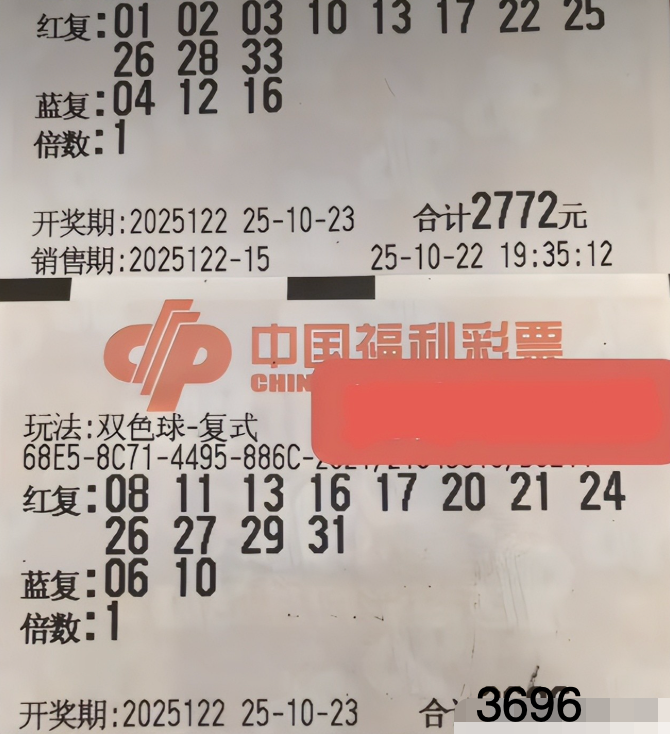 红复:01 02 03 10 13 17 22 25
26 28 33
蓝复:04 12 16
倍数:1
开奖期:2025122 25-10-23 合计2772元
销售期:2025122-15 25-10-22 19:35:12
中国福利彩票
CHIN
玩法:双色球-复式
68E5-8C71-4495-886C-
红复:08 11 13 16 17 20 21 24
26 27 29 31
蓝复:06 10
倍数:1
开奖期:2025122 25-10-23 合 3696